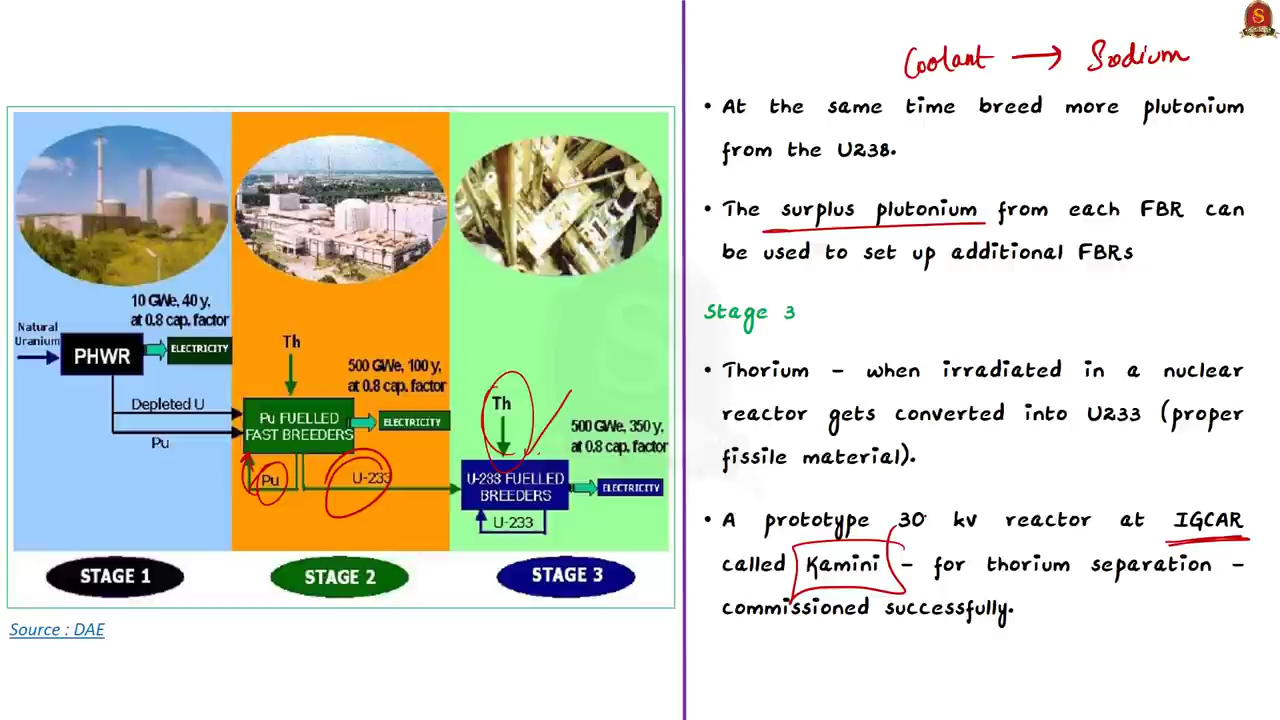 10 GWe, 40 y,
at 0.8 cap. factor
Natural
Uranium
PHWR
ELECTRICITY
Depleted U
Pu
Th
500 GWe, 100 y,
at 0.8 cap. factor
Pu FUELLED
FAST BREEDERS
ELECTRICITY
Pu
U-233
Th
500 GWe, 350 y,
at 0.8 cap. factor
U-233 FUELLED
BREEDERS
ELECTRICITY
U-233
STAGE 1
STAGE 2
STAGE 3
Source : DAE
Coolant → Sodium
• At the same time breed more plutonium
from the U238.
• The surplus plutonium from each FBR can
be used to set up additional FBRs
Stage 3
• Thorium - when irradiated in a nuclear
reactor gets converted into U233 (proper
fissile material).
• A prototype 30 kv reactor at IGCAR
called Kamini - for thorium separation -
commissioned successfully.